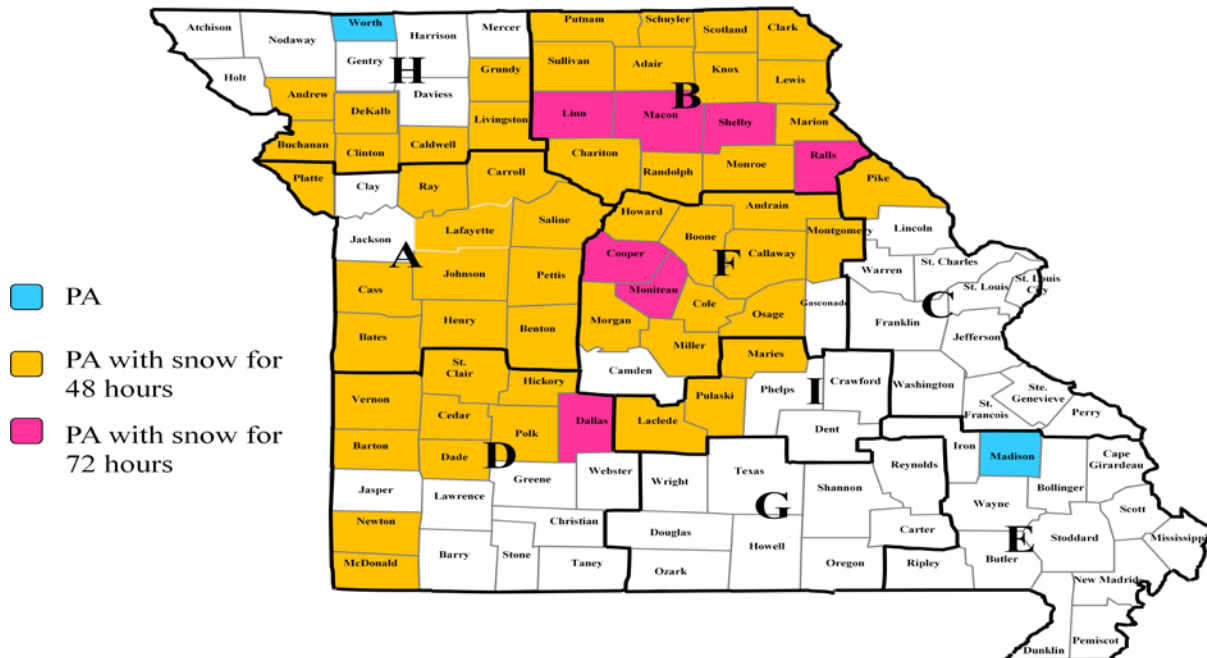 Atchison
Nodaway
Worth
Harrison
Mercer
Putnam
Schuyler
Scotland
Clark
Holt
Gentry
H
Daviess
Grundy
Sullivan
Adair
Knox
Lewis
Andrew
DeKalb
Livingston
Linn
Macon
B
Shelby
Marion
Buchanan
Clinton
Caldwell
Chariton
Randolph
Monroe
Ralls
Platte
Clay
Ray
Carroll
Saline
Howard
Boone
Audrain
Pike
Jackson
Lafayette
A
Cooper
F
Callaway
Montgomery
Lincoln
Cass
Johnson
Pettis
Moniteau
Cole
Osage
Gasconade
Warren
St. Charles
St. Louis
St. Louis
City
C
Bates
Henry
Benton
Morgan
Miller
Franklin
Jefferson
St.
Clair
Hickory
Camden
Maries
Phelps
I
Crawford
Washington
St.
Francois
Ste.
Genevieve
Perry
Vernon
Cedar
Polk
Dallas
Laclede
Pulaski
Dent
Barton
Dade
D
Greene
Webster
Wright
Texas
Reynolds
Iron
Madison
Bollinger
Cape
Girardeau
Jasper
Lawrence
Christian
Douglas
G
Shannon
Carter
Wayne
Scott
Newton
Stoddard
E
Mississippi
McDonald
Barry
Stone
Taney
Ozark
Howell
Oregon
Ripley
Butler
New Madrid
Dunklin
Pemiscot
PA
PA with snow for
48 hours
PA with snow for
72 hours